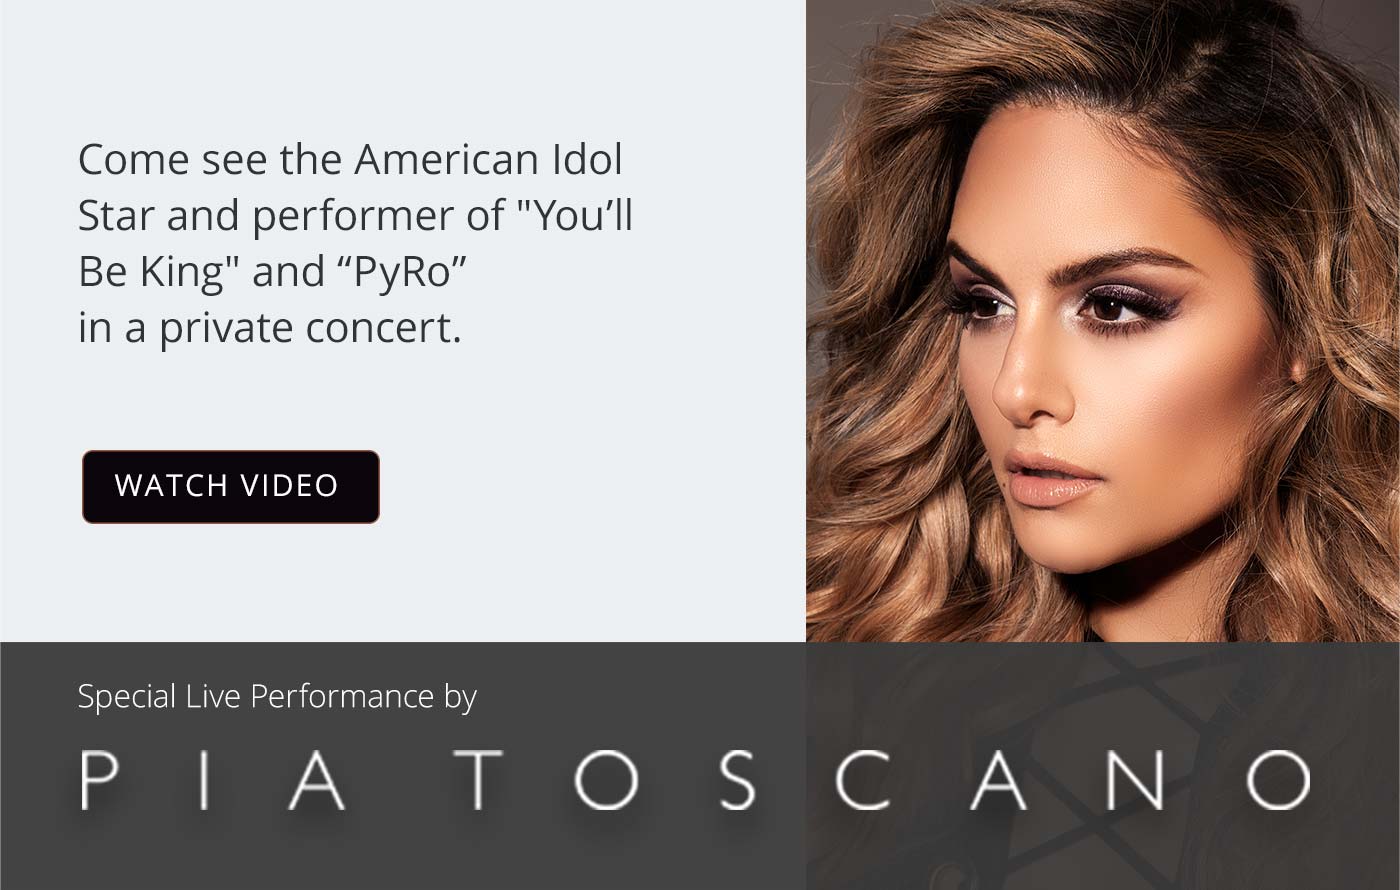 Come see the American Idol
Star and performer of "You’ll
Be King" and “PyRo”
in a private concert.
WATCH VIDEO
Special Live Performance by
PIA TOSCANO